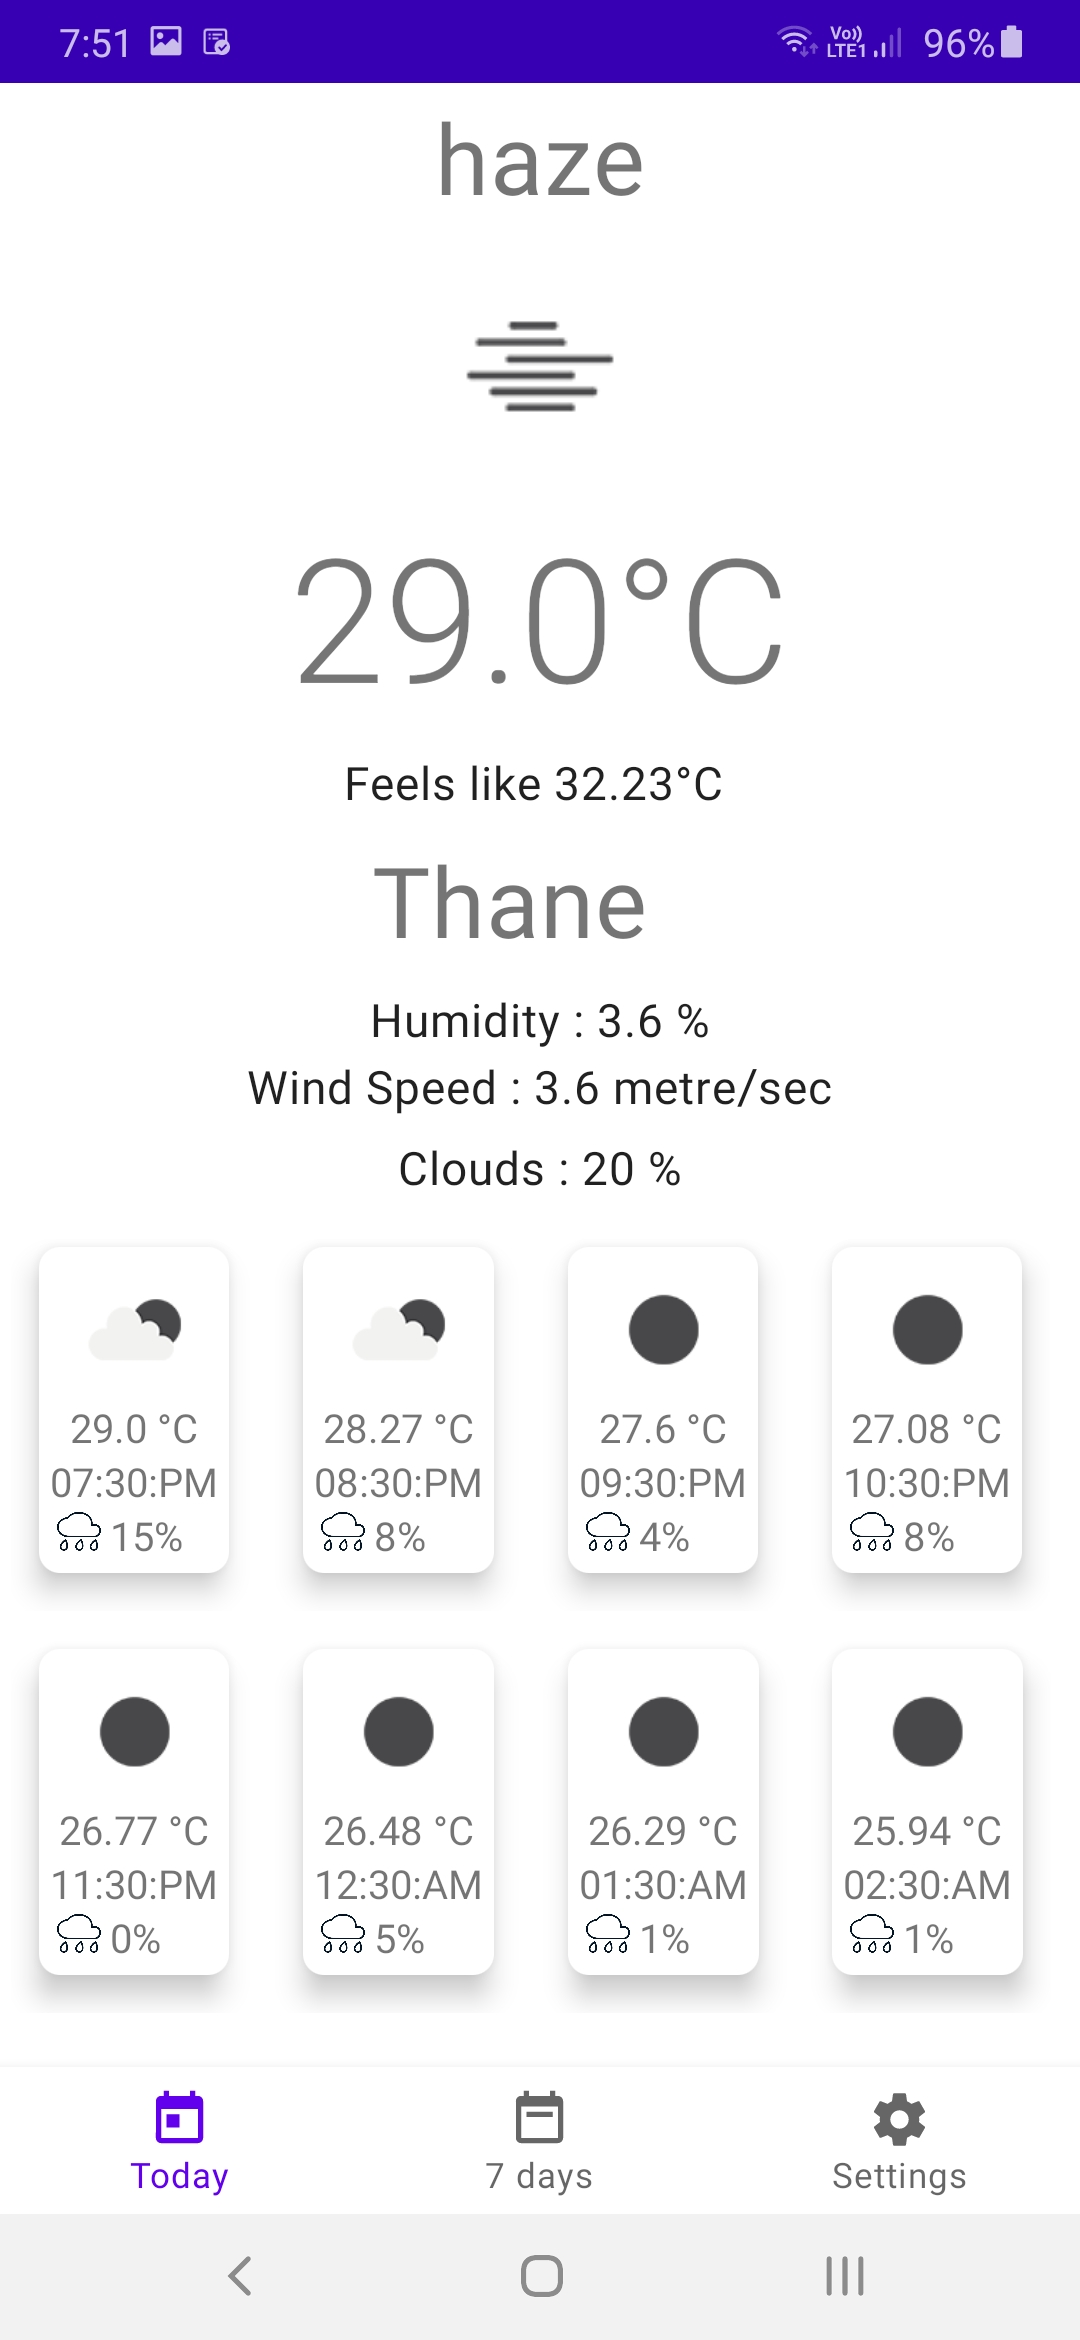 7:51 Vo)) LTE1 96%
haze
29.0°C
Feels like 32.23°C
Thane
Humidity : 3.6 %
Wind Speed : 3.6 metre/sec
Clouds : 20 %
29.0 °C 28.27 °C 27.6 °C 27.08 °C
07:30:PM 08:30:PM 09:30:PM 10:30:PM
15% 8% 4% 8%
26.77 °C 26.48 °C 26.29 °C 25.94 °C
11:30:PM 12:30:AM 01:30:AM 02:30:AM
0% 5% 1% 1%
Today 7 days Settings